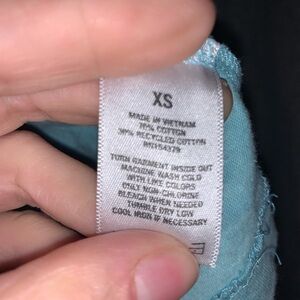 XS
MADE IN VIETNAM
70% COTTON
30% RECYCLED COTTON
RN154379
TURN GARMENT INSIDE OUT
MACHINE WASH COLD
WITH LIKE COLORS
ONLY NON-CHLORINE
BLEACH WHEN NEEDED
TUMBLE DRY LOW
COOL IRON IF NECESSARY